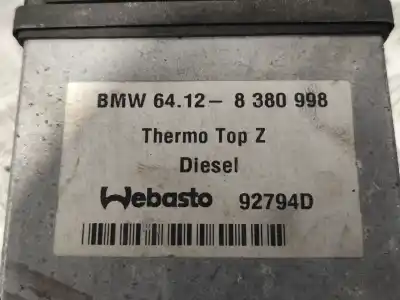 BMW 64.12- 8 380 998
Thermo Top Z
Diesel
Webasto 92794D